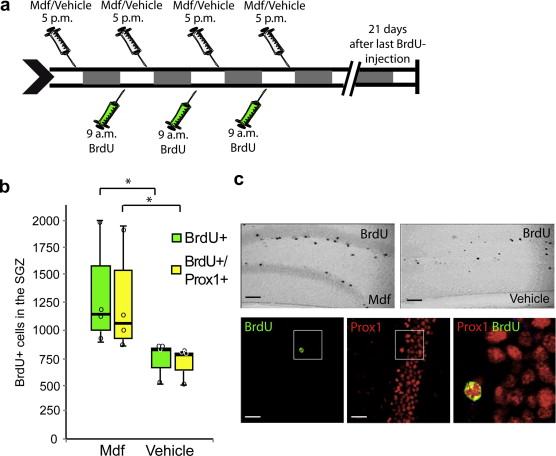 a
Mdf/Vehicle Mdf/Vehicle Mdf/Vehicle Mdf/Vehicle
5 p.m. 5 p.m. 5 p.m. 5 p.m.
21 days
after last BrdU-
injection
9 a.m. 9 a.m. 9 a.m.
BrdU BrdU BrdU
b
* *
BrdU+
BrdU+/
Prox1+
BrdU+ cells in the SGZ
2000
1750
1500
1250
1000
750
500
250
0
Mdf Vehicle
c
BrdU BrdU
Mdf Vehicle
BrdU Prox1 Prox1 BrdU